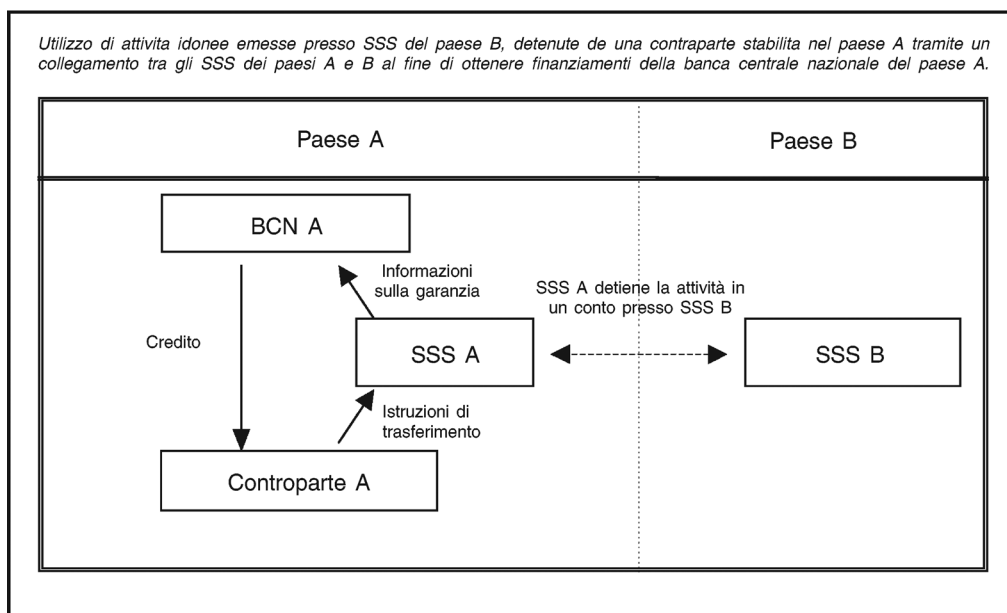 Utilizzo di attivita idonee emesse presso SSS del paese B, detenute de una contraparte stabilita nel paese A tramite un
collegamento tra gli SSS dei paesi A e B al fine di ottenere finanziamenti della banca centrale nazionale del paese A.
Paese A
Paese B
BCN A
Informazioni
sulla garanzia
SSS A detiene la attività in
un conto presso SSS B
Credito
SSS A
SSS B
Istruzioni di
trasferimento
Controparte A